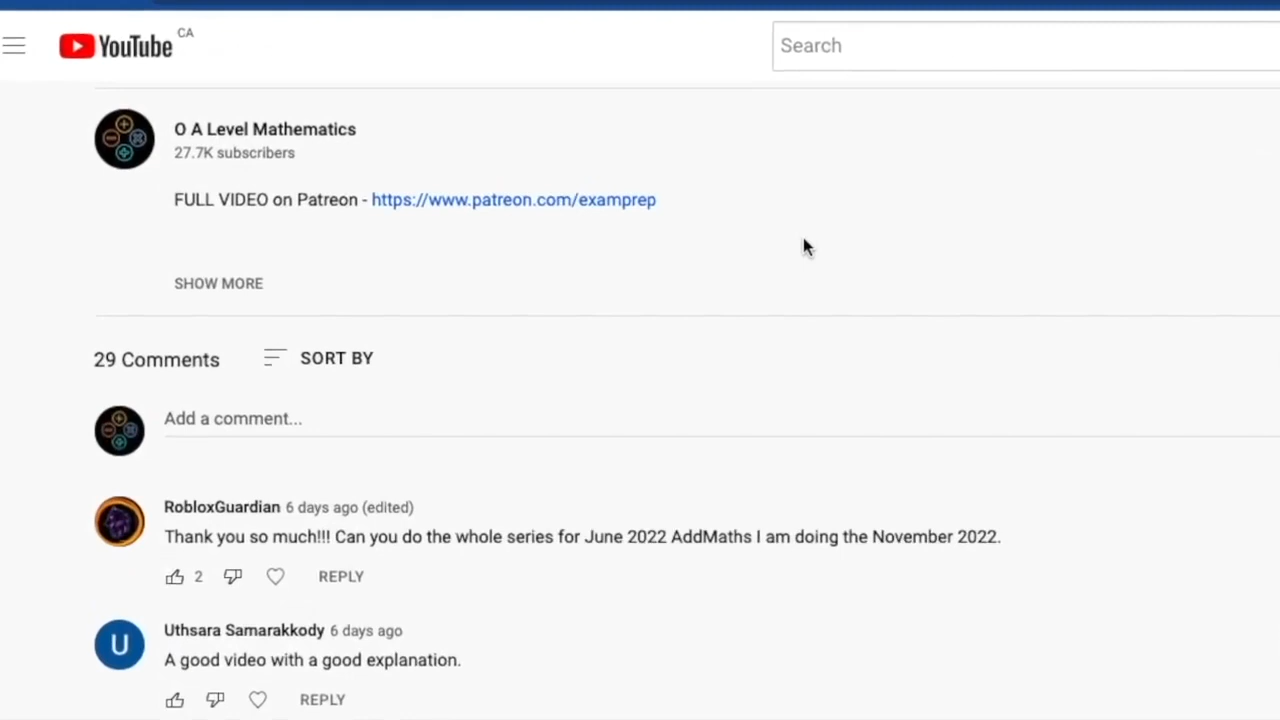 YouTube CA
Search
O A Level Mathematics
27.7K subscribers
FULL VIDEO on Patreon - https://www.patreon.com/examprep
SHOW MORE
29 Comments SORT BY
Add a comment...
RobloxGuardian 6 days ago (edited)
Thank you so much!!! Can you do the whole series for June 2022 AddMaths I am doing the November 2022.
2 REPLY
U
Uthsara Samarakkody 6 days ago
A good video with a good explanation.
REPLY